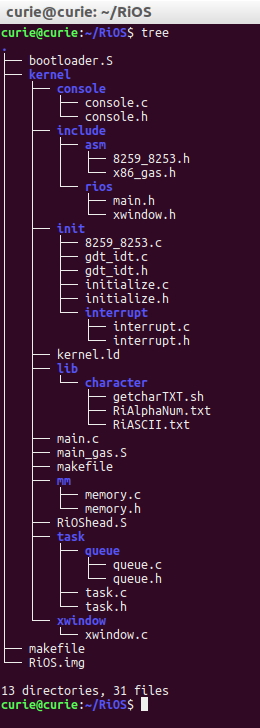 curie@curie: ~/RiOS
curie@curie:~/RiOS$ tree
.
├── bootloader.S
├── kernel
│   ├── console
│   │   ├── console.c
│   │   └── console.h
│   ├── include
│   │   ├── asm
│   │   │   ├── 8259_8253.h
│   │   │   └── x86_gas.h
│   │   └── rios
│   │       ├── main.h
│   │       └── xwindow.h
│   ├── init
│   │   ├── 8259_8253.c
│   │   ├── gdt_idt.c
│   │   ├── gdt_idt.h
│   │   ├── initialize.c
│   │   ├── initialize.h
│   │   └── interrupt
│   │       ├── interrupt.c
│   │       └── interrupt.h
│   ├── kernel.ld
│   ├── lib
│   │   └── character
│   │       ├── getcharTXT.sh
│   │       ├── RiAlphaNum.txt
│   │       └── RiASCII.txt
│   ├── main.c
│   ├── main_gas.S
│   ├── makefile
│   ├── mm
│   │   ├── memory.c
│   │   └── memory.h
│   ├── RiOShead.S
│   ├── task
│   │   ├── queue
│   │   │   ├── queue.c
│   │   │   └── queue.h
│   │   ├── task.c
│   │   └── task.h
│   └── xwindow
│       └── xwindow.c
├── makefile
└── RiOS.img
13 directories, 31 files
curie@curie:~/RiOS$